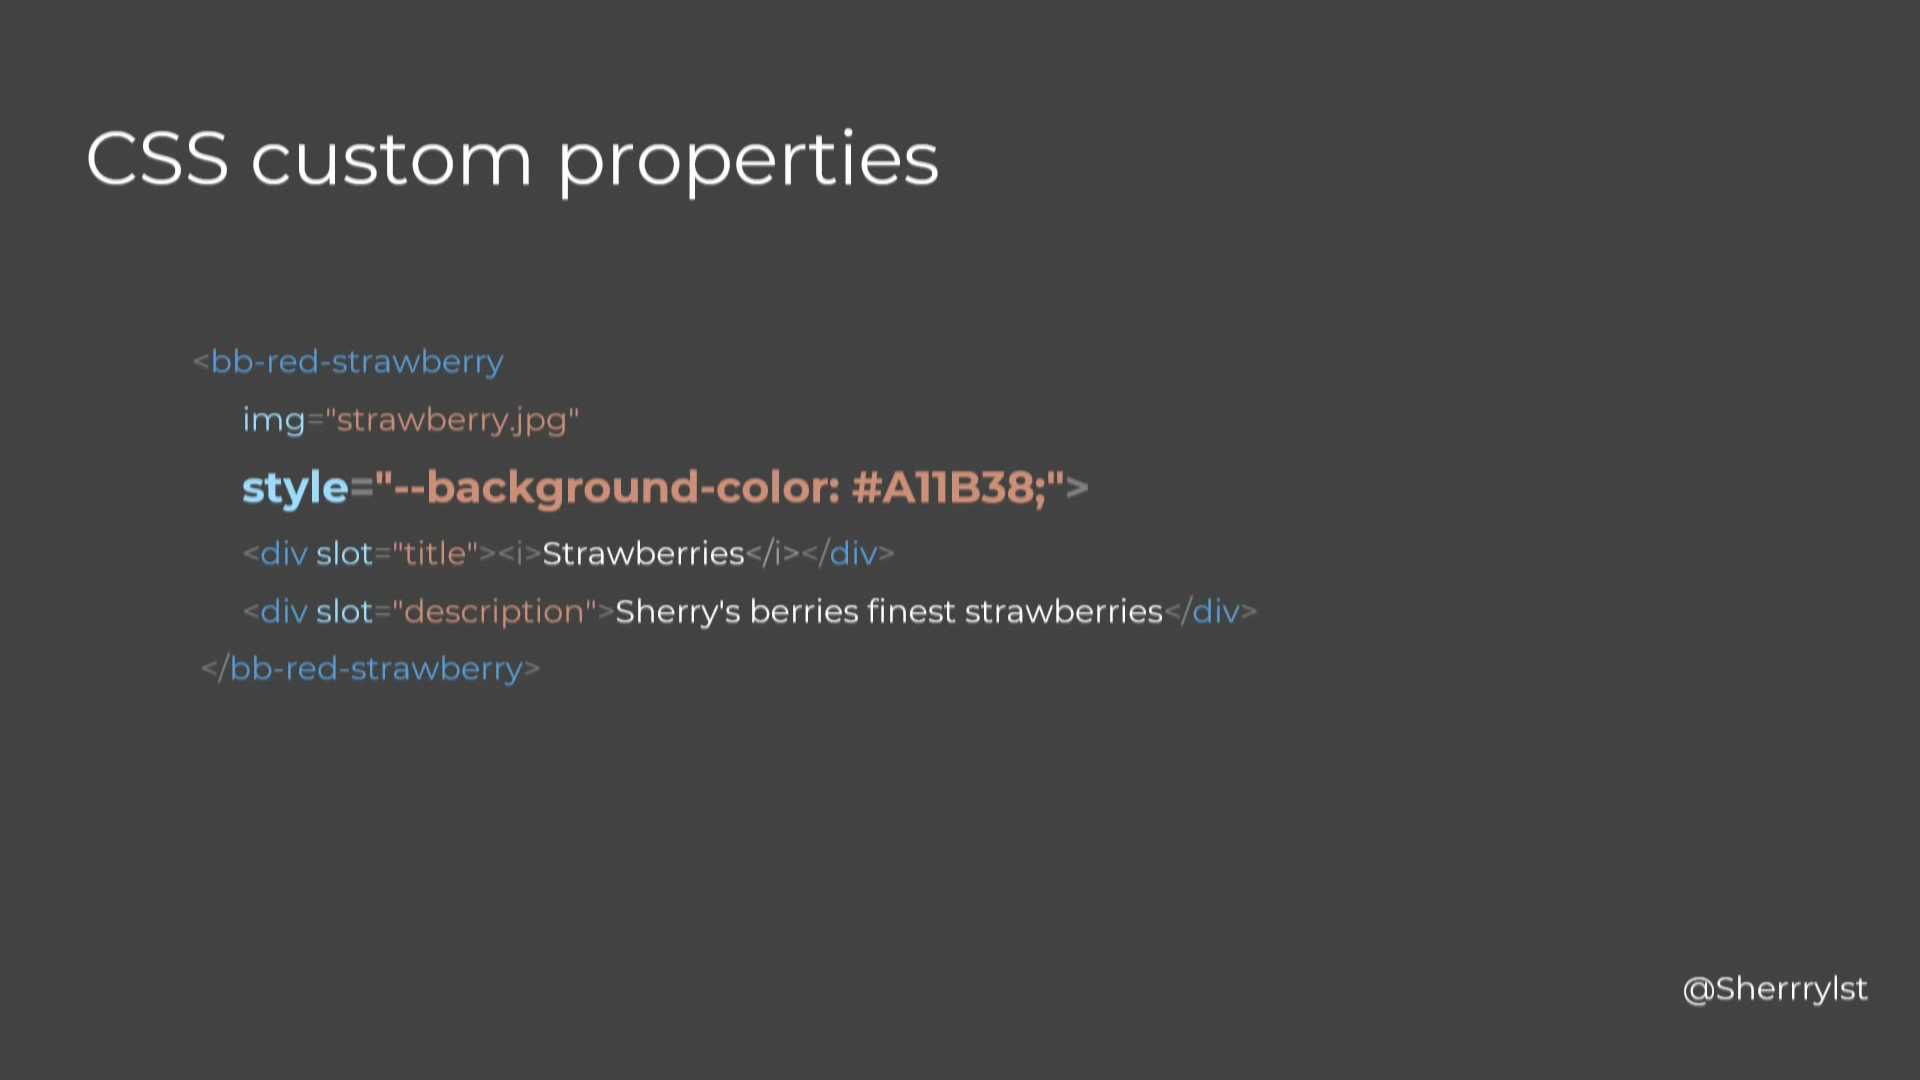 CSS custom properties
<bb-red-strawberry
img="strawberry.jpg"
style="--background-color: #A11B38;">
<div slot="title"><i>Strawberries</i></div>
<div slot="description">Sherry's berries finest strawberries</div>
</bb-red-strawberry>
@Sherrrylst